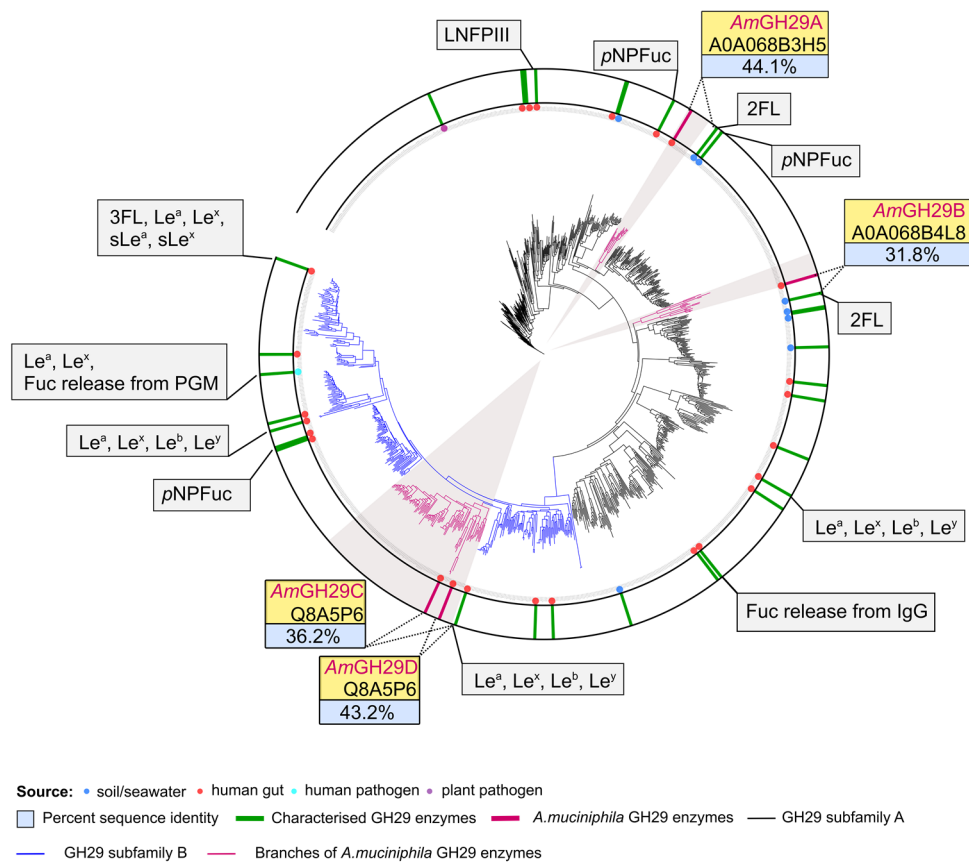 LNFPIII
pNPFuc
AmGH29A
A0A068B3H5
44.1%
2FL
pNPFuc
3FL, Leᵃ, Leˣ,
sLeᵃ, sLeˣ
AmGH29B
A0A068B4L8
31.8%
2FL
Leᵃ, Leˣ,
Fuc release from PGM
Leᵃ, Leˣ, Leᵇ, Leʸ
pNPFuc
Leᵃ, Leˣ, Leᵇ, Leʸ
Fuc release from IgG
AmGH29C
Q8A5P6
36.2%
AmGH29D
Q8A5P6
43.2%
Leᵃ, Leˣ, Leᵇ, Leʸ
Source: soil/seawater human gut human pathogen plant pathogen
Percent sequence identity Characterised GH29 enzymes A.muciniphila GH29 enzymes GH29 subfamily A
GH29 subfamily B Branches of A.muciniphila GH29 enzymes